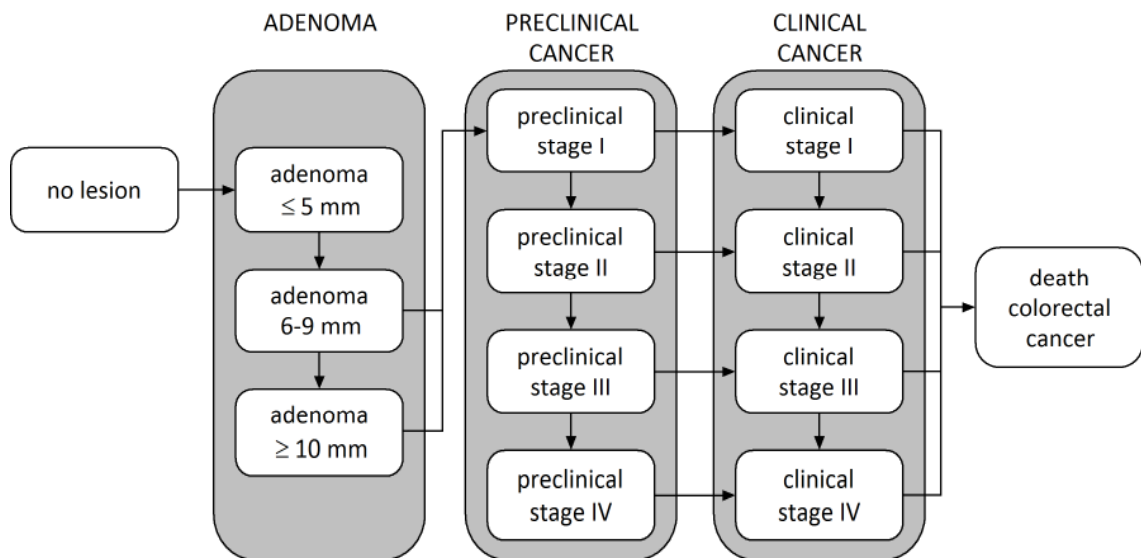 ADENOMA
PRECLINICAL
CANCER
CLINICAL
CANCER
no lesion
adenoma
≤ 5 mm
adenoma
6-9 mm
adenoma
≥ 10 mm
preclinical
stage I
preclinical
stage II
preclinical
stage III
preclinical
stage IV
clinical
stage I
clinical
stage II
clinical
stage III
clinical
stage IV
death
colorectal
cancer